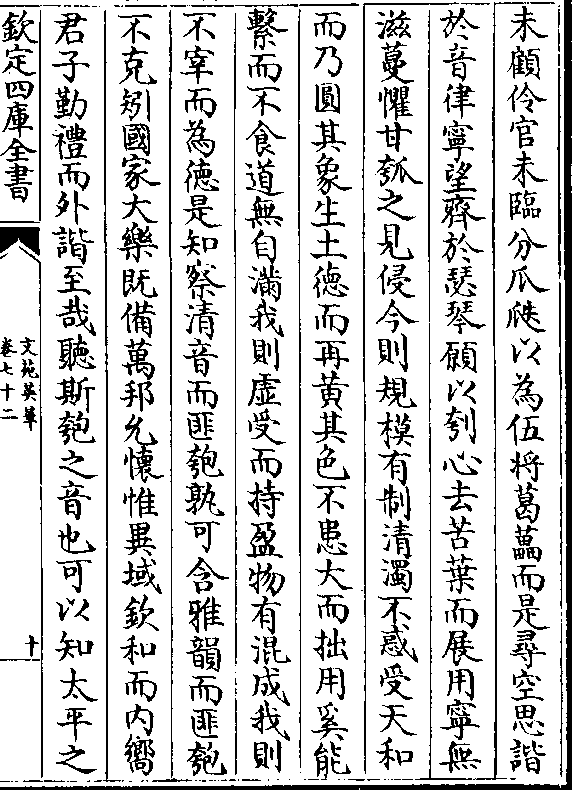 未顧伶官未臨分瓜瓞以為伍將葛藟而是尋空思諧
於音律寧望齊於瑟琴願以刳心去苦葉而展用寧無
滋蔓懼甘瓠之見侵今則規模有制清濁不惑受天和
而乃圓其象生土徳而再黄其色不患大而拙用奚能
繫而不食道無自滿我則虚受而持盈物有混成我則
不宰而為徳是知察清音而匪匏孰可含雅韻而匪匏
不克矧國家大樂既備萬邦允懷惟異域欽和而内嚮
君子勤禮而外諧至哉聽斯匏之音也可以知太平之
欽定四庫全書
文苑英華
卷七十二
十